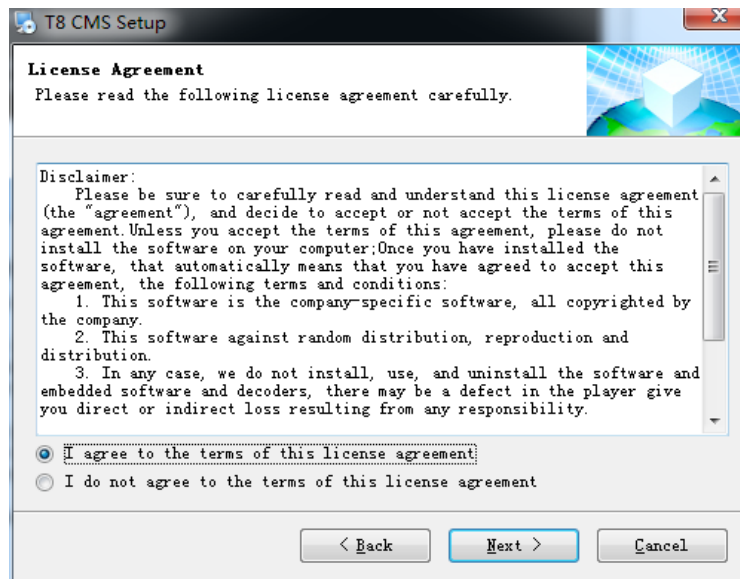 T8 CMS Setup
License Agreement
Please read the following license agreement carefully.
Disclaimer:
Please be sure to carefully read and understand this license agreement
(the "agreement"), and decide to accept or not accept the terms of this
agreement.Unless you accept the terms of this agreement, please do not
install the software on your computer;Once you have installed the
software, that automatically means that you have agreed to accept this
agreement, the following terms and conditions:
1. This software is the company-specific software, all copyrighted by
the company.
2. This software against random distribution, reproduction and
distribution.
3. In any case, we do not install, use, and uninstall the software and
embedded software and decoders, there may be a defect in the player give
you direct or indirect loss resulting from any responsibility.
I agree to the terms of this license agreement
I do not agree to the terms of this license agreement
< Back
Next >
Cancel